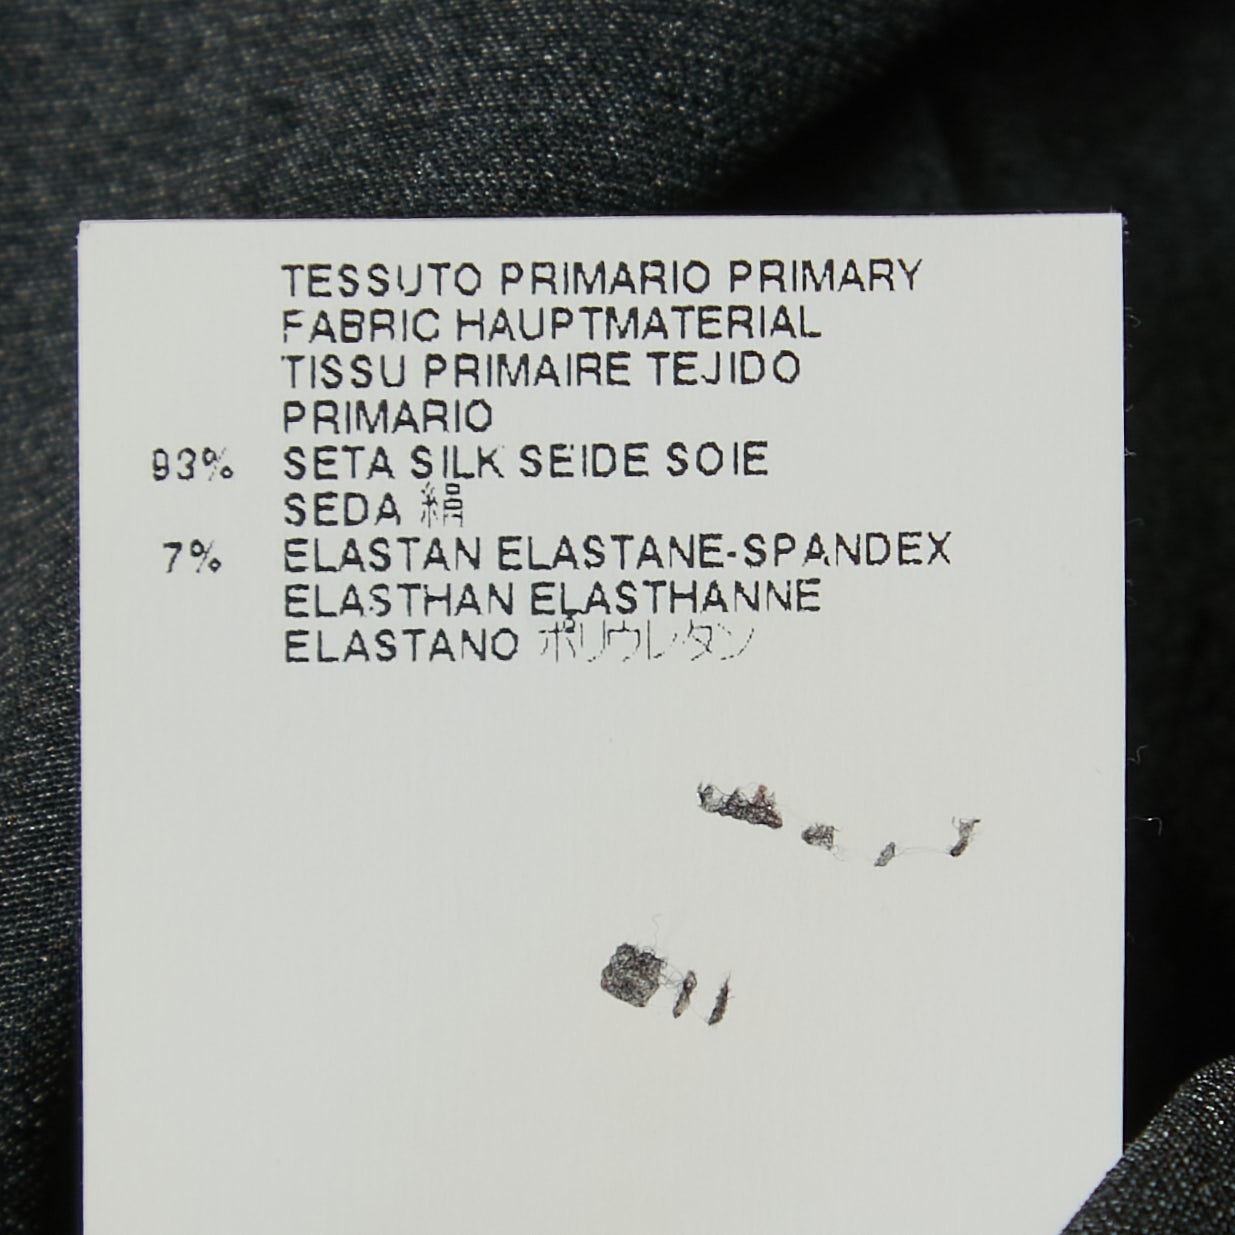 TESSUTO PRIMARIO PRIMARY
FABRIC HAUPTMATERIAL
TISSU PRIMAIRE TEJIDO
PRIMARIO
93% SETA SILK SEIDE SOIE
SEDA 絹
7% ELASTAN ELASTANE-SPANDEX
ELASTHAN ELASTHANNE
ELASTANO ポリウレタン